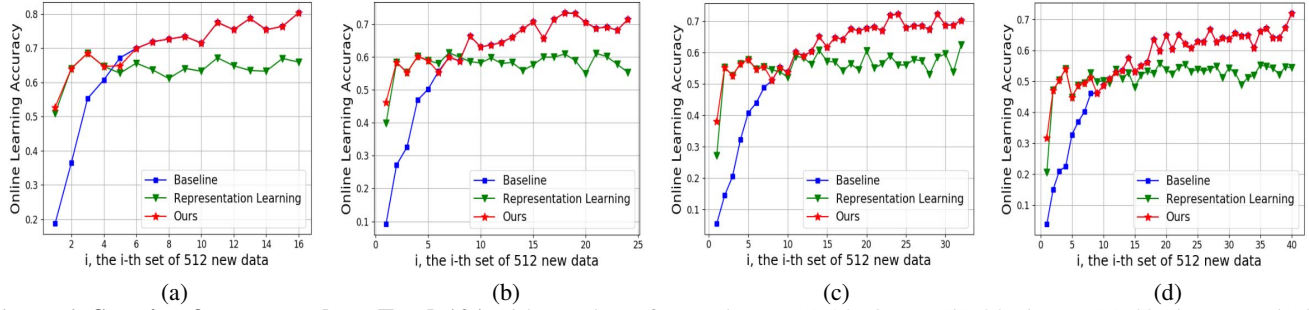 Online Learning Accuracy
0.8
0.7
0.6
0.5
0.4
0.3
0.2
2 4 6 8 10 12 14 16
i, the i-th set of 512 new data
Baseline
Representation Learning
Ours
(a)
Online Learning Accuracy
0.7
0.6
0.5
0.4
0.3
0.2
0.1
0 5 10 15 20 25
i, the i-th set of 512 new data
Baseline
Representation Learning
Ours
(b)
Online Learning Accuracy
0.7
0.6
0.5
0.4
0.3
0.2
0.1
0 5 10 15 20 25 30
i, the i-th set of 512 new data
Baseline
Representation Learning
Ours
(c)
Online Learning Accuracy
0.7
0.6
0.5
0.4
0.3
0.2
0.1
0 5 10 15 20 25 30 35 40
i, the i-th set of 512 new data
Baseline
Representation Learning
Ours
(d)